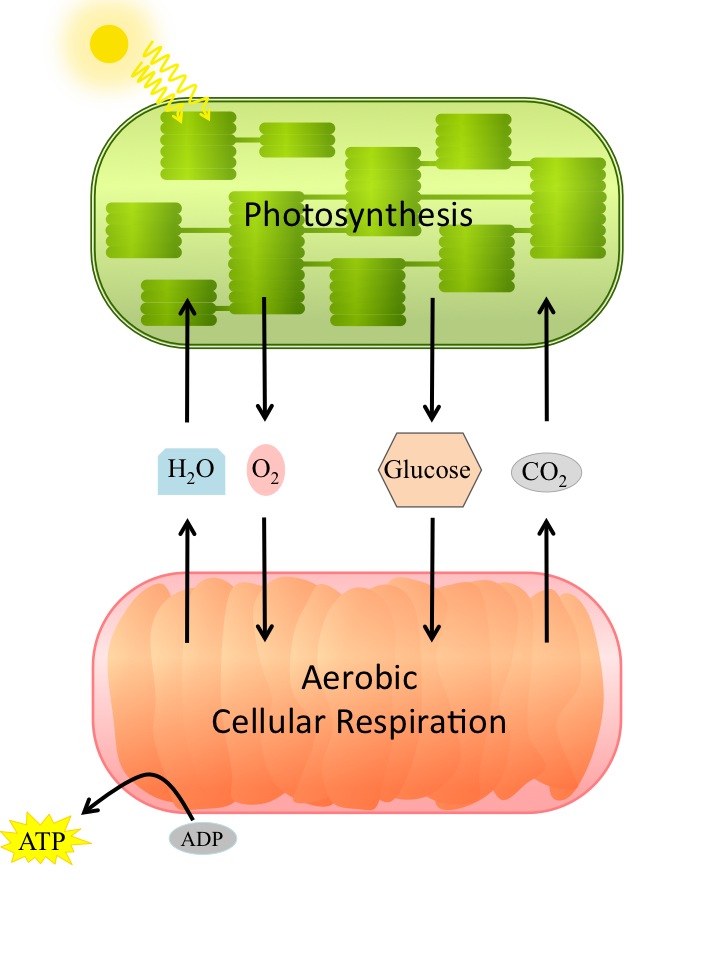 Photosynthesis
H₂O
O₂
Glucose
CO₂
Aerobic
Cellular Respiration
ATP
ADP